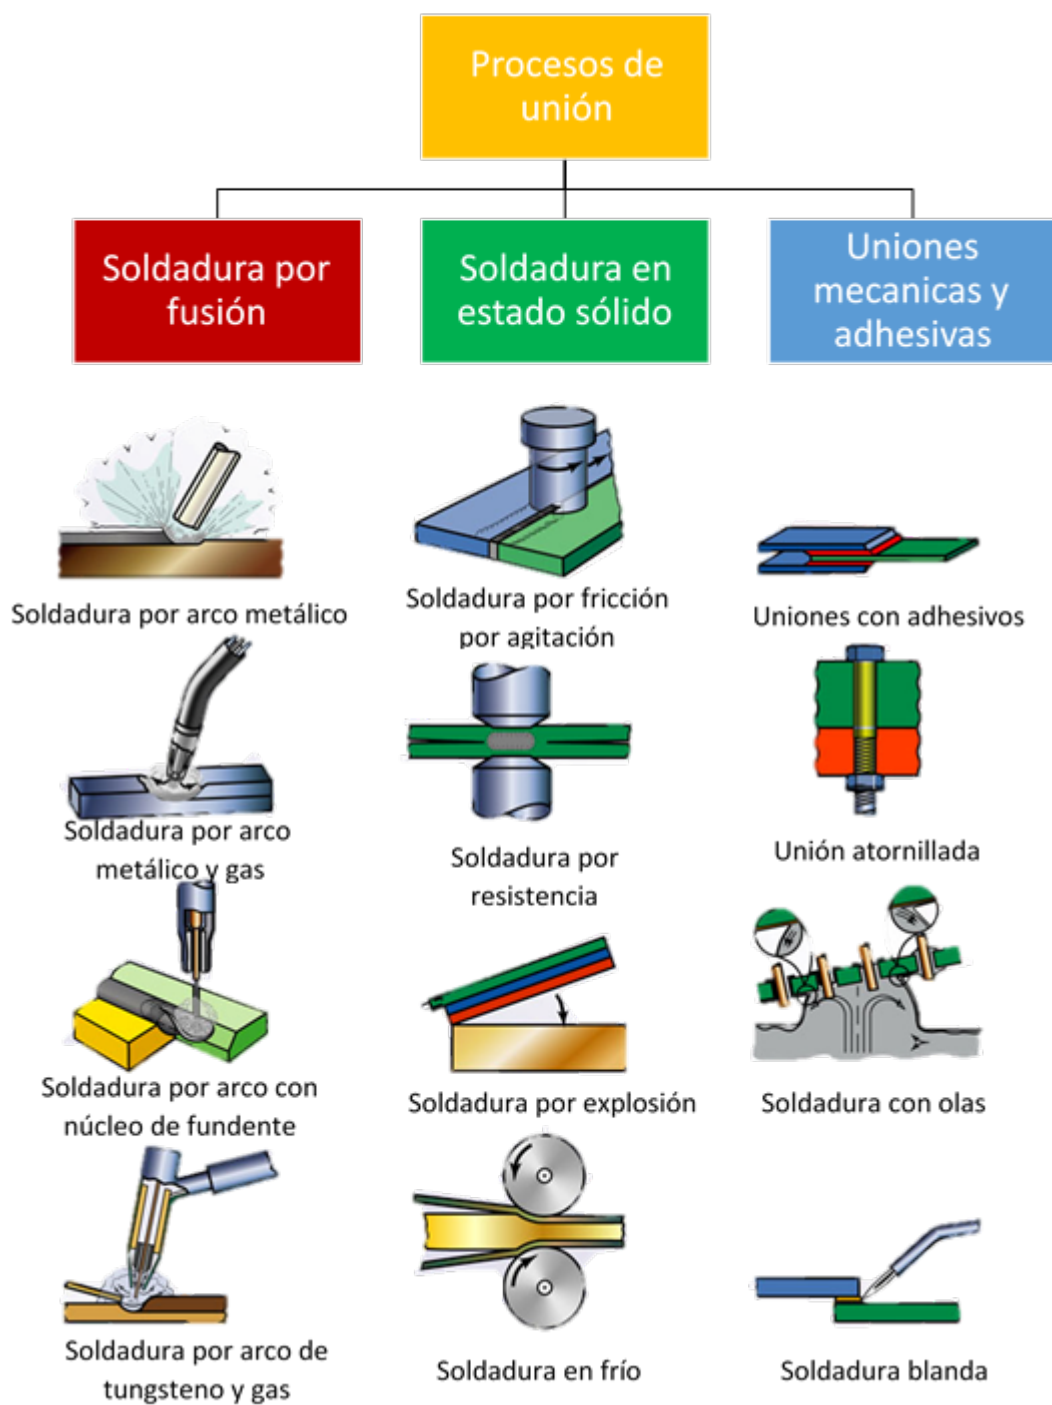 Procesos de
unión
Soldadura por
fusión
Soldadura en
estado sólido
Uniones
mecanicas y
adhesivas
Soldadura por arco metálico
Soldadura por fricción
por agitación
Uniones con adhesivos
Soldadura por arco
metálico y gas
Soldadura por
resistencia
Unión atornillada
Soldadura por arco con
núcleo de fundente
Soldadura por explosión
Soldadura con olas
Soldadura por arco de
tungsteno y gas
Soldadura en frío
Soldadura blanda